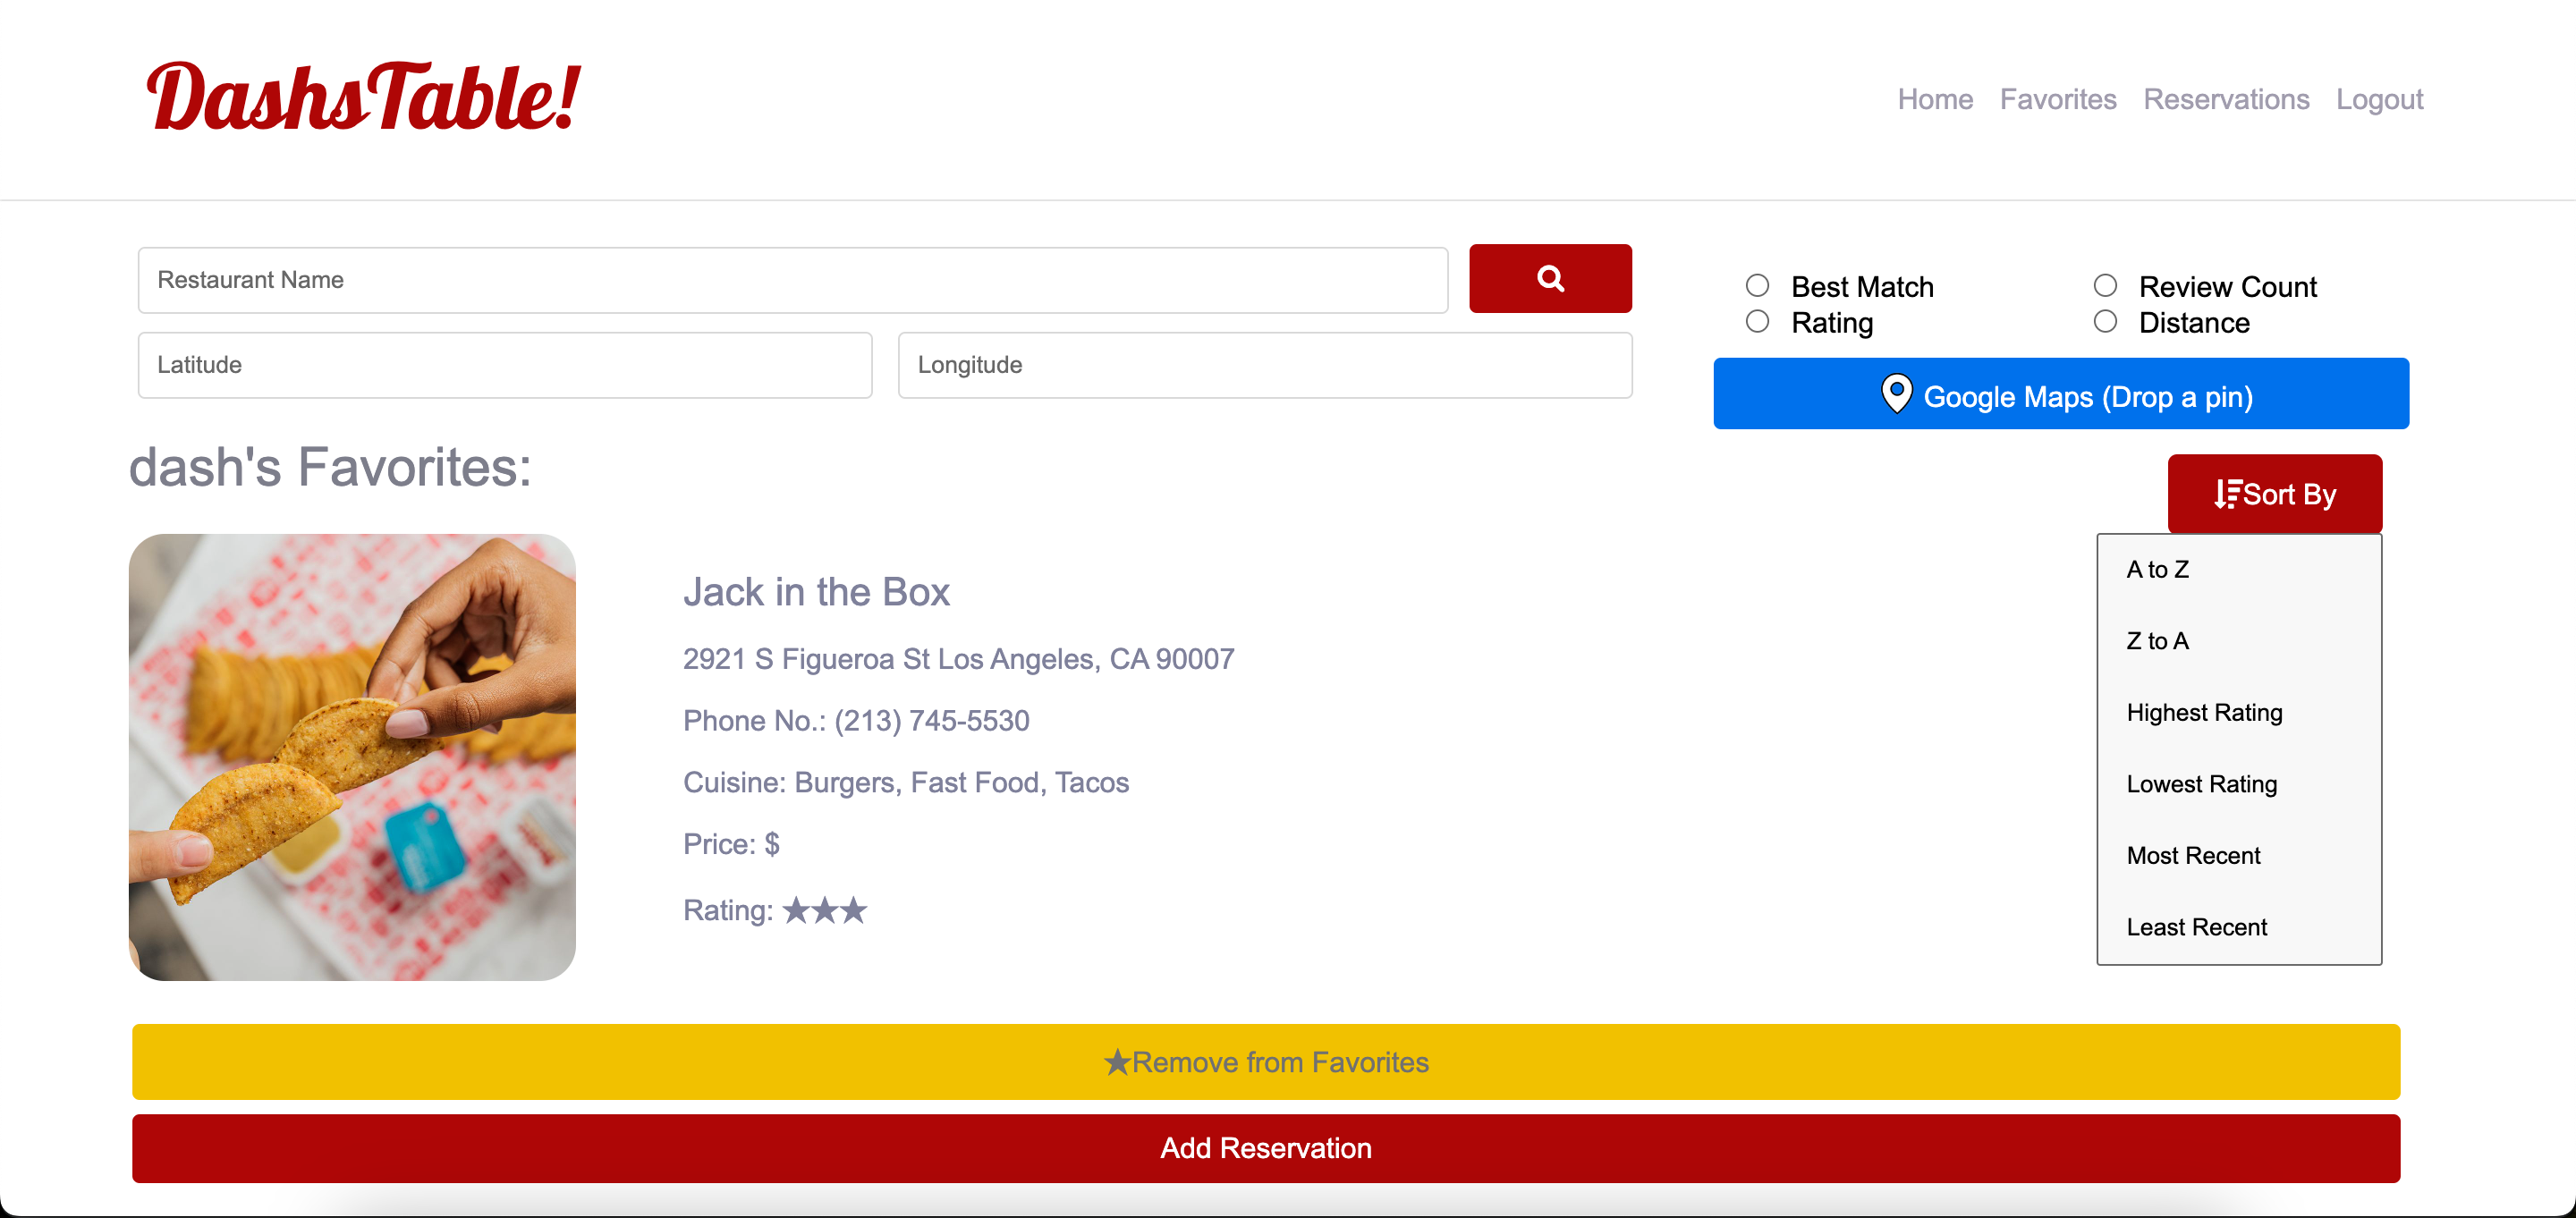 DashsTable!
Home Favorites Reservations Logout
Restaurant Name
Best Match
Review Count
Rating
Distance
Latitude
Longitude
Google Maps (Drop a pin)
dash's Favorites:
Sort By
Jack in the Box
2921 S Figueroa St Los Angeles, CA 90007
Phone No.: (213) 745-5530
Cuisine: Burgers, Fast Food, Tacos
Price: $
Rating: ★★★
A to Z
Z to A
Highest Rating
Lowest Rating
Most Recent
Least Recent
★Remove from Favorites
Add Reservation